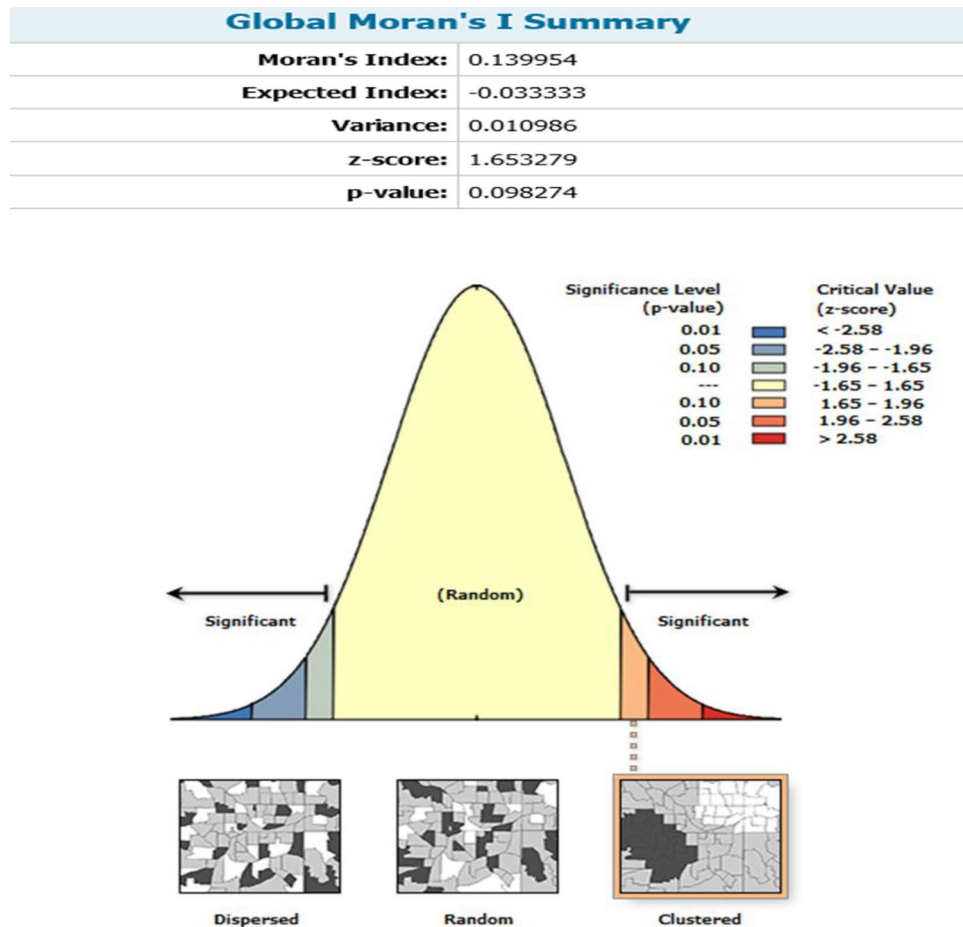 Global Moran's I Summary
Moran's Index: 0.139954
Expected Index: -0.033333
Variance: 0.010986
z-score: 1.653279
p-value: 0.098274
Significance Level Critical Value
(p-value) (z-score)
0.01 < -2.58
0.05 -2.58 – -1.96
0.10 -1.96 – -1.65
--- -1.65 – 1.65
0.10 1.65 – 1.96
0.05 1.96 – 2.58
0.01 > 2.58
(Random)
Significant Significant
Dispersed Random Clustered